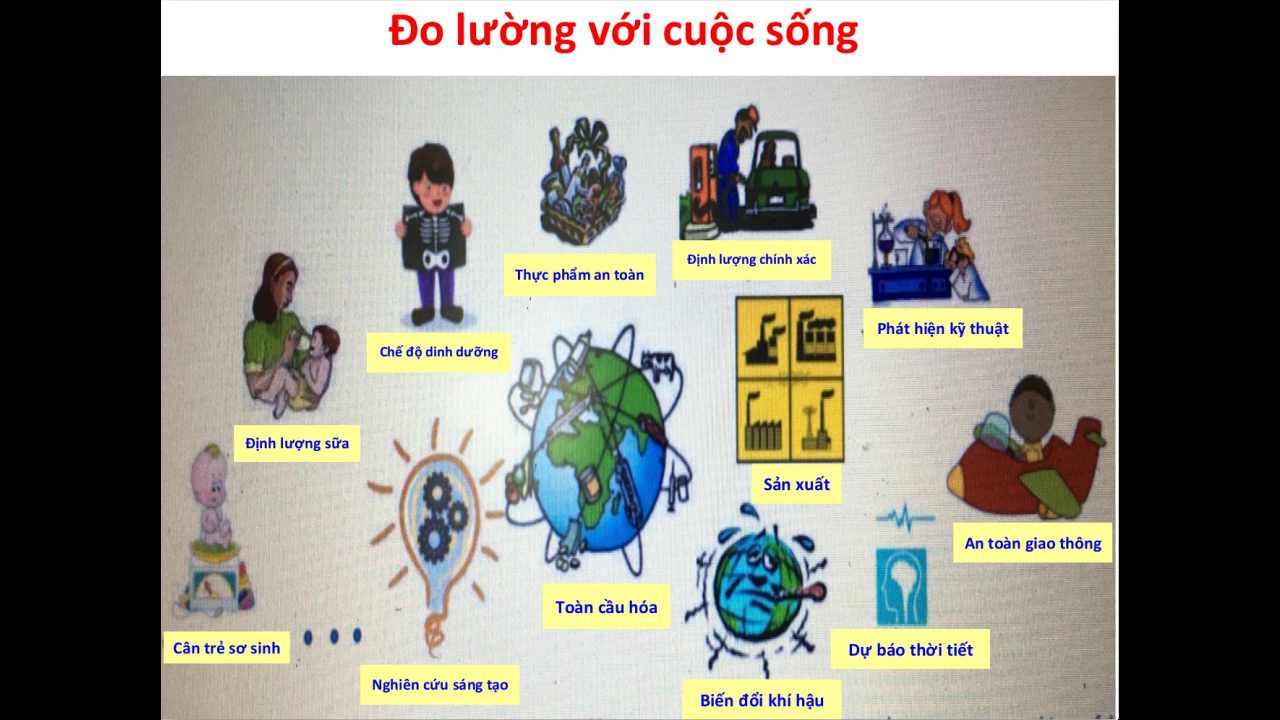 Đo lường với cuộc sống
Thực phẩm an toàn
Định lượng chính xác
Chế độ dinh dưỡng
Phát hiện kỹ thuật
Định lượng sữa
Sản xuất
An toàn giao thông
Toàn cầu hóa
Cân trẻ sơ sinh
Dự báo thời tiết
Nghiên cứu sáng tạo
Biến đổi khí hậu